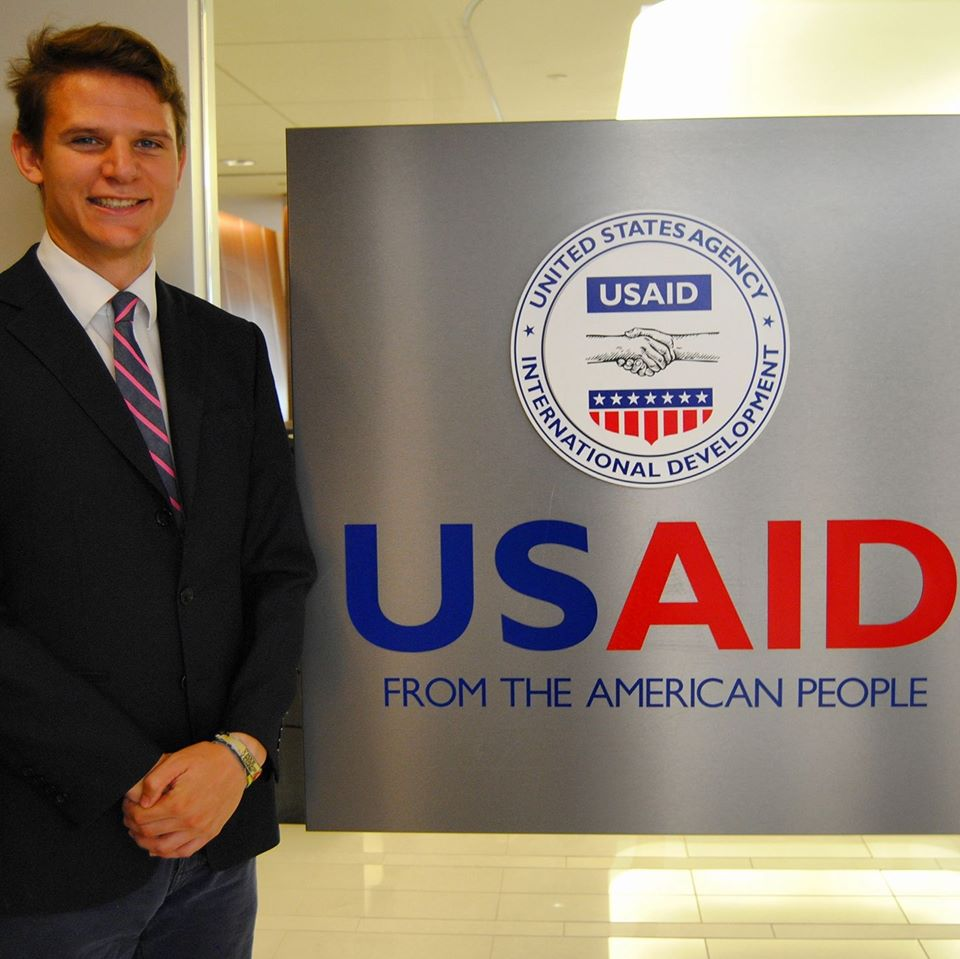 UNITED STATES AGENCY
USAID
INTERNATIONAL DEVELOPMENT
USAID
FROM THE AMERICAN PEOPLE